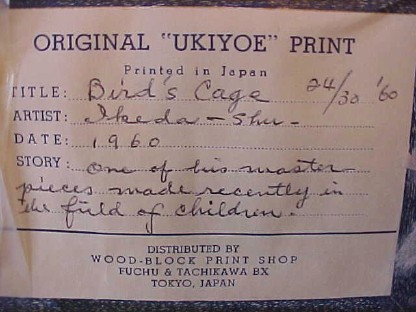 ORIGINAL "UKIYOE" PRINT
Printed in Japan
TITLE: Bird's Cage 24/30 '60
ARTIST: Ikeda - Shu -
DATE: 1960
STORY: One of his master
pieces made recently in
the field of children.
DISTRIBUTED BY
WOOD-BLOCK PRINT SHOP
FUCHU & TACHIKAWA BX
TOKYO, JAPAN